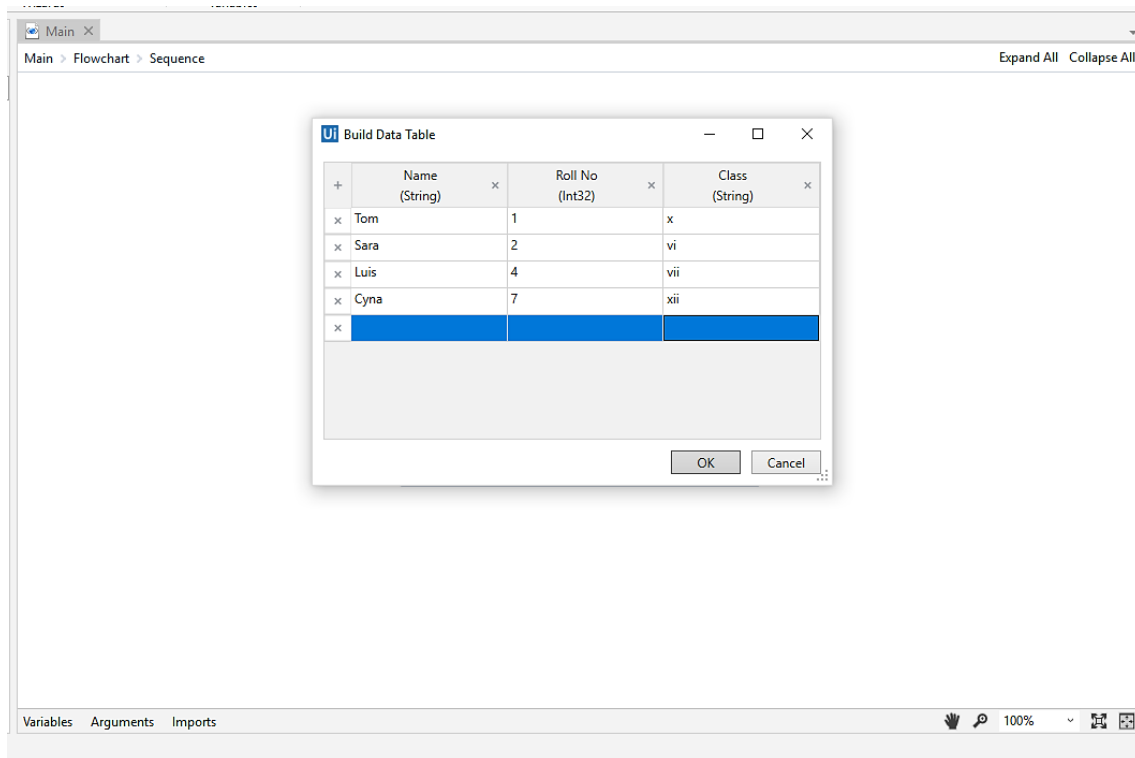 Main
Main > Flowchart > Sequence Expand All Collapse All
Ui Build Data Table
Name Roll No Class
(String) (Int32) (String)
Tom 1 x
Sara 2 vi
Luis 4 vii
Cyna 7 xii
OK Cancel
Variables Arguments Imports 100%